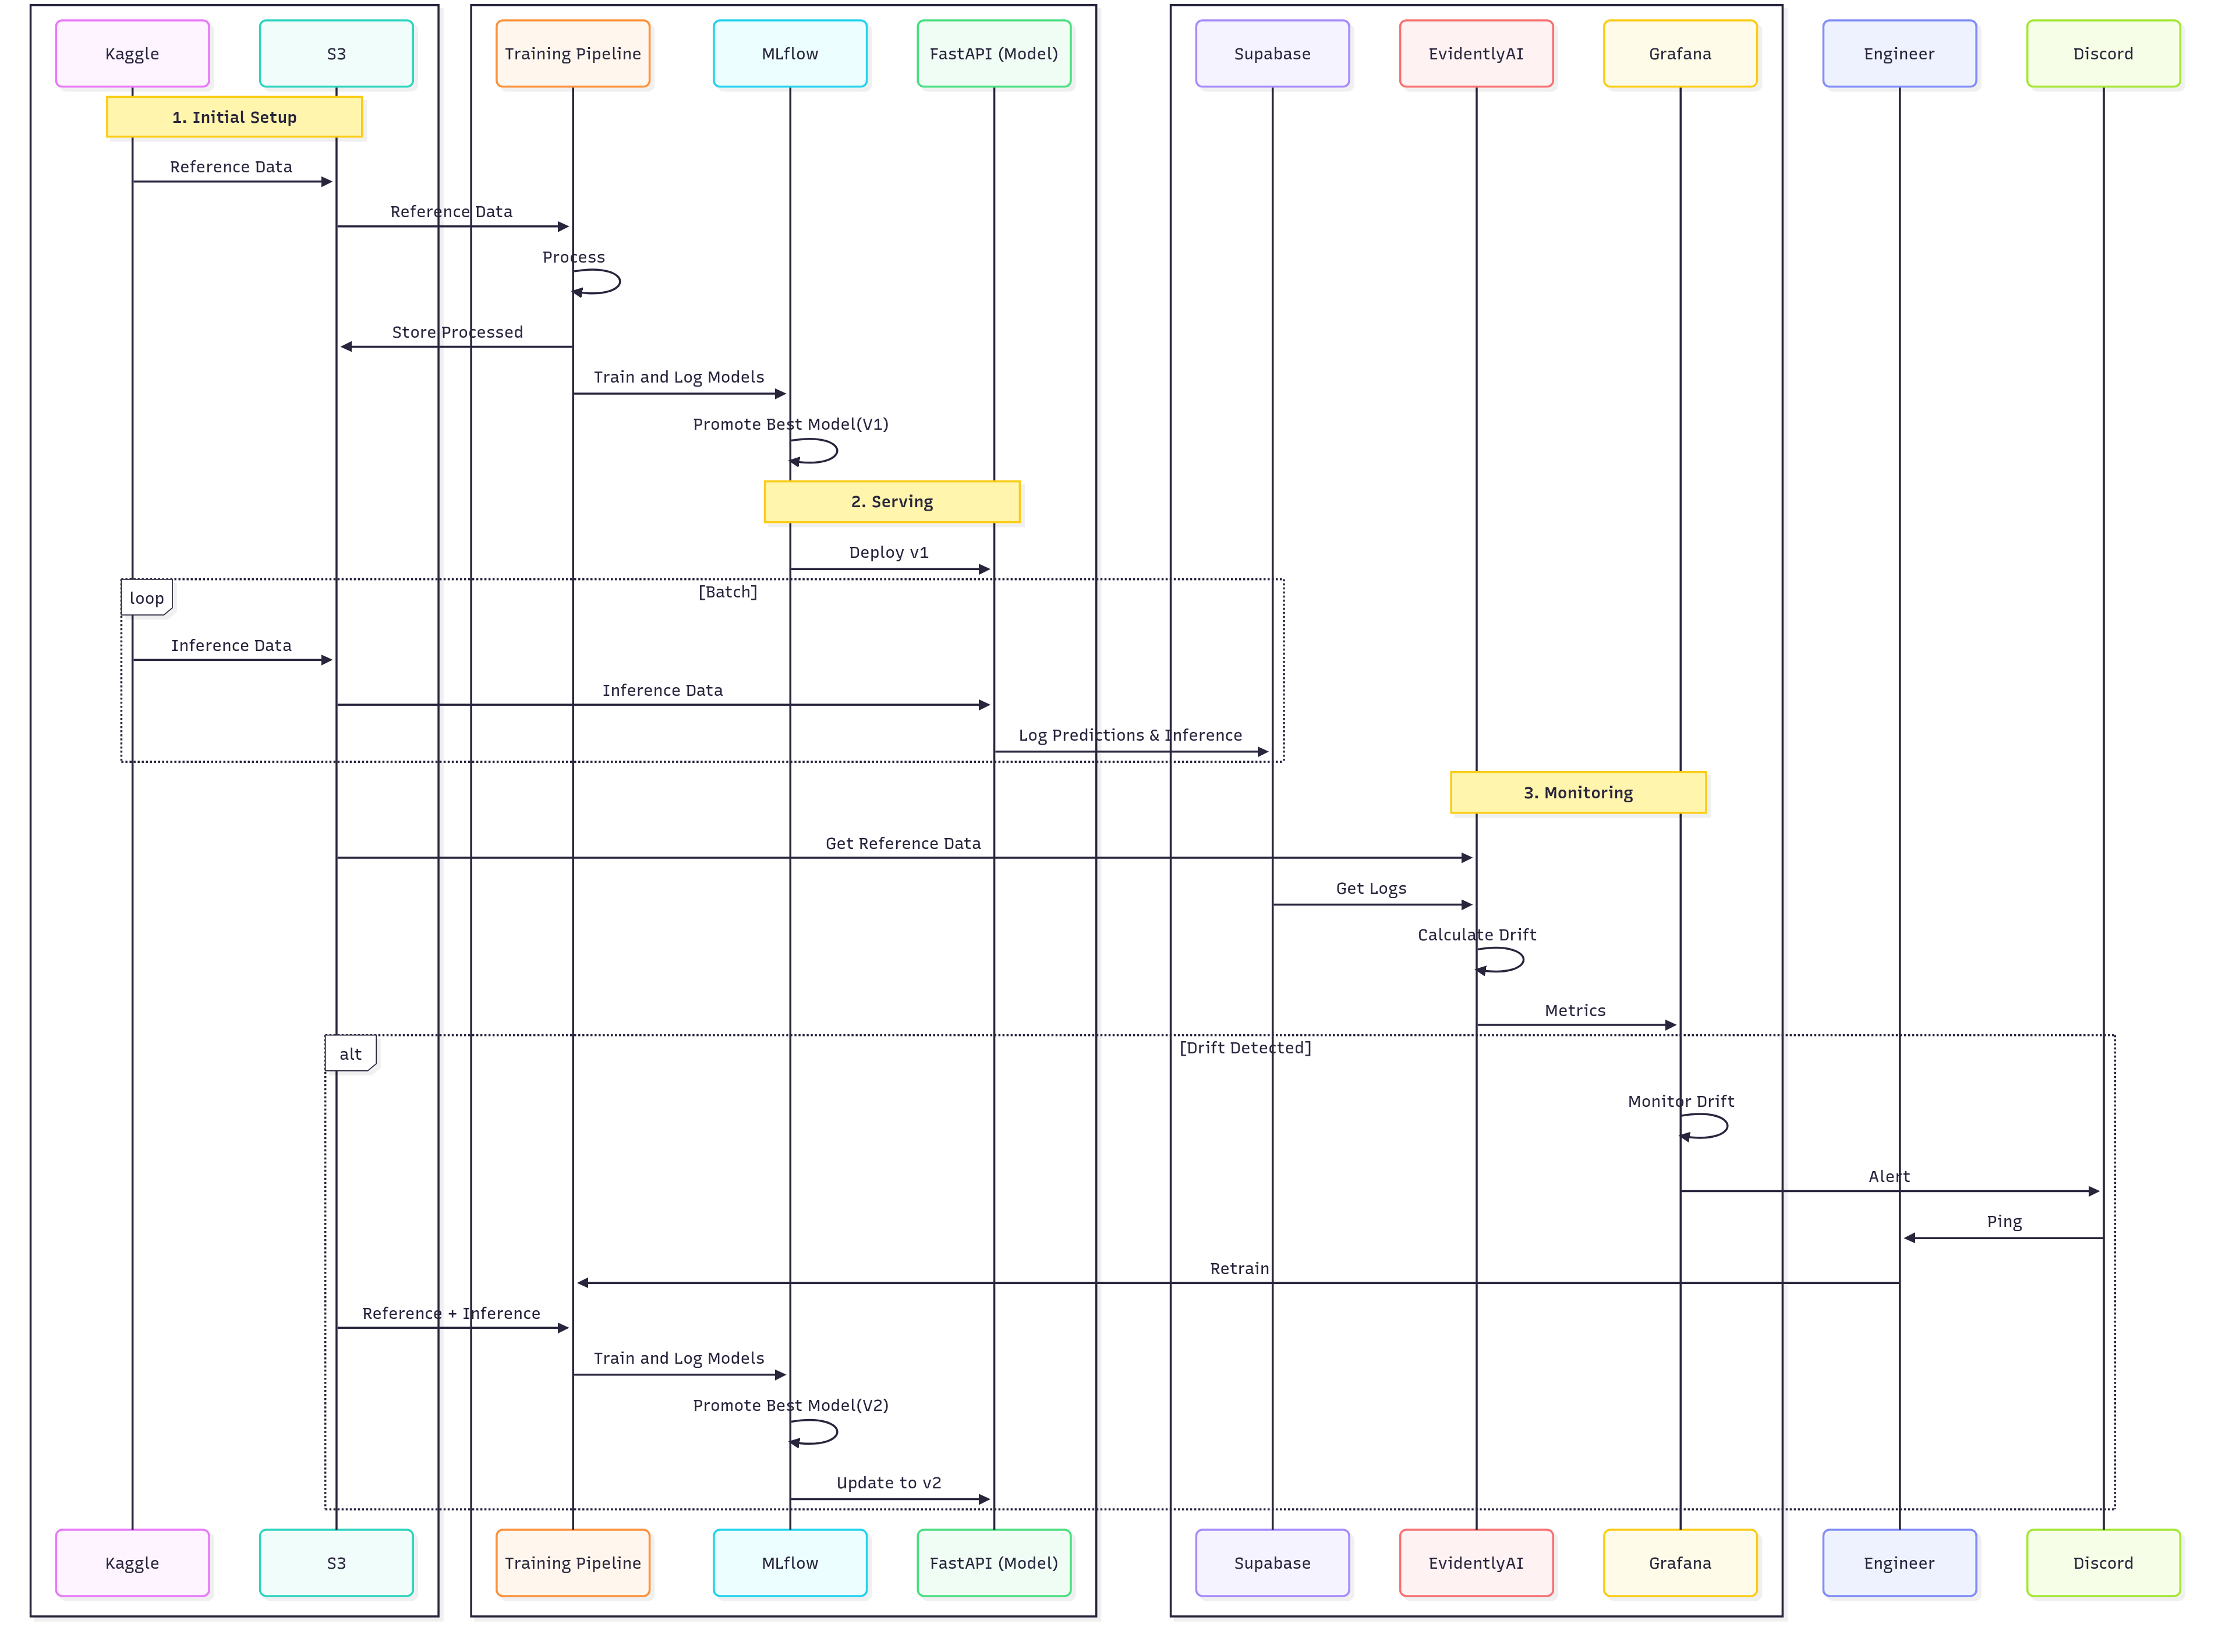 Kaggle
S3
Training Pipeline
MLflow
FastAPI (Model)
Supabase
EvidentlyAI
Grafana
Engineer
Discord
1. Initial Setup
Reference Data
Reference Data
Process
Store Processed
Train and Log Models
Promote Best Model(V1)
2. Serving
Deploy v1
loop
[Batch]
Inference Data
Inference Data
Log Predictions & Inference
3. Monitoring
Get Reference Data
Get Logs
Calculate Drift
Metrics
alt
[Drift Detected]
Monitor Drift
Alert
Ping
Retrain
Reference + Inference
Train and Log Models
Promote Best Model(V2)
Update to v2
Kaggle
S3
Training Pipeline
MLflow
FastAPI (Model)
Supabase
EvidentlyAI
Grafana
Engineer
Discord